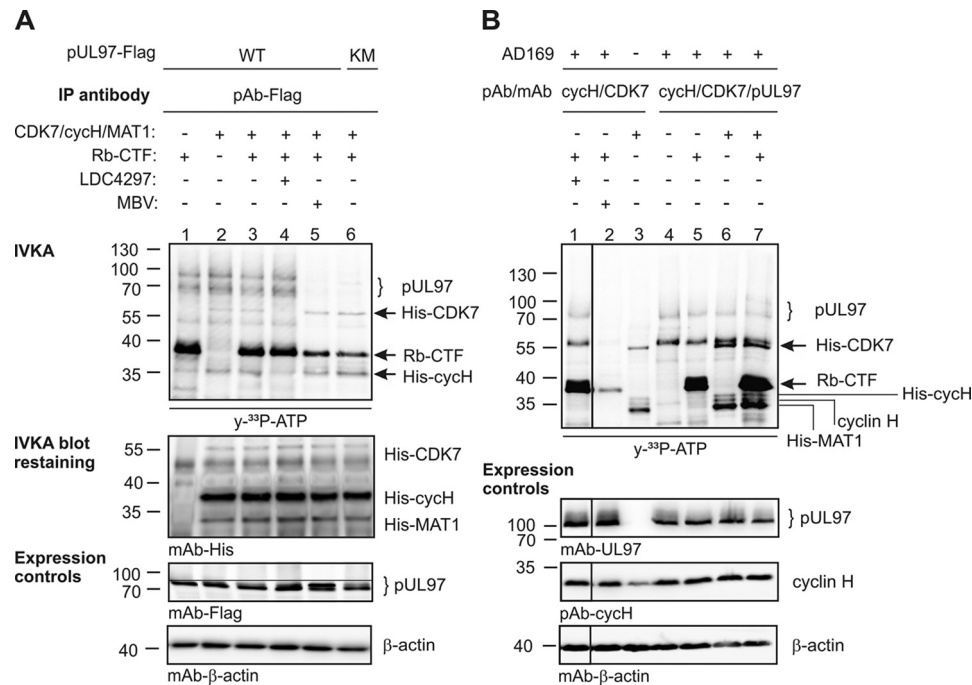 A
pUL97-Flag WT KM
IP antibody pAb-Flag
CDK7/cycH/MAT1: - + + + + +
Rb-CTF: + - + + + +
LDC4297: - - - + - -
MBV: - - - - + -
1 2 3 4 5 6
IVKA
130
100
70
55
40
35
} pUL97
His-CDK7
Rb-CTF
His-cycH
y-³³P-ATP
IVKA blot
restaining
55
40
35
His-CDK7
His-cycH
His-MAT1
mAb-His
Expression
controls
100
70
} pUL97
mAb-Flag
40
β-actin
mAb-β-actin
B
AD169 + + - + + + +
pAb/mAb cycH/CDK7 cycH/CDK7/pUL97
- - + - - + +
+ + - - + - +
+ - - - - - -
- + - - - - -
1 2 3 4 5 6 7
130
100
70
55
40
35
} pUL97
His-CDK7
Rb-CTF
His-cycH
cyclin H
His-MAT1
y-³³P-ATP
Expression
controls
100
70
} pUL97
mAb-UL97
35
cyclin H
pAb-cycH
40
β-actin
mAb-β-actin